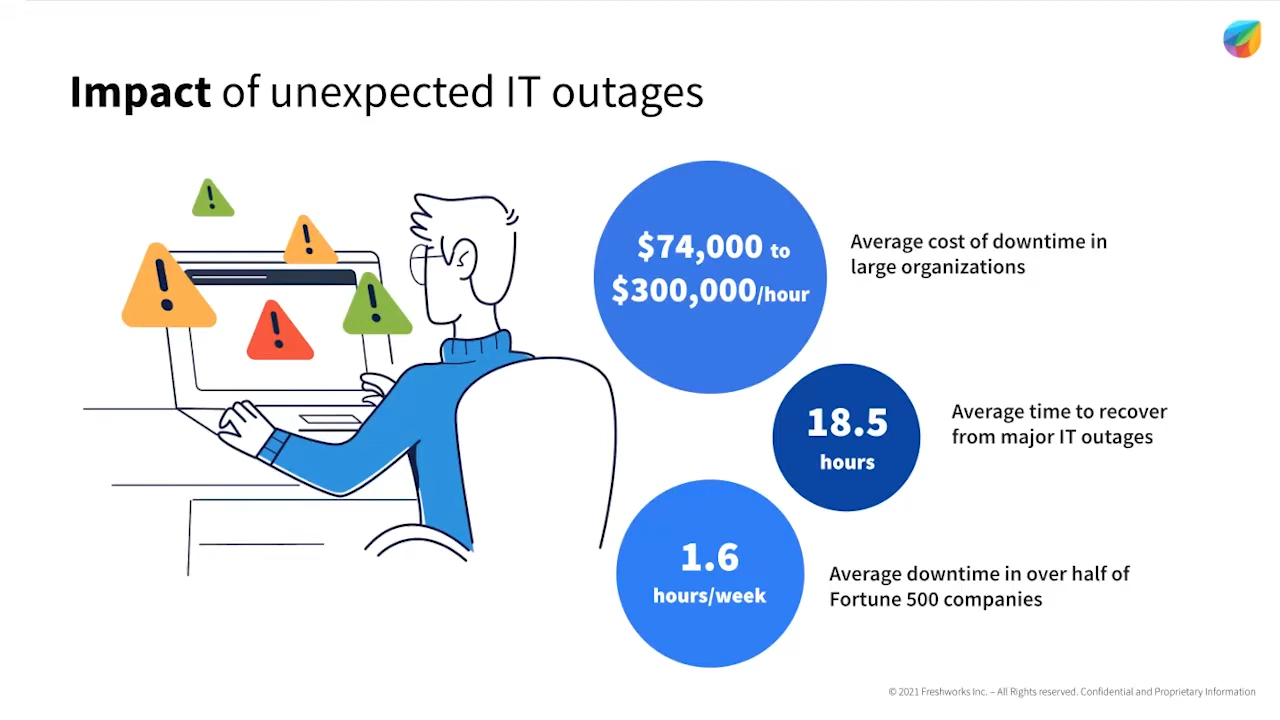 Impact of unexpected IT outages
$74,000 to
$300,000/hour
Average cost of downtime in
large organizations
18.5
hours
Average time to recover
from major IT outages
1.6
hours/week
Average downtime in over half of
Fortune 500 companies
© 2021 Freshworks Inc. – All Rights reserved. Confidential and Proprietary Information